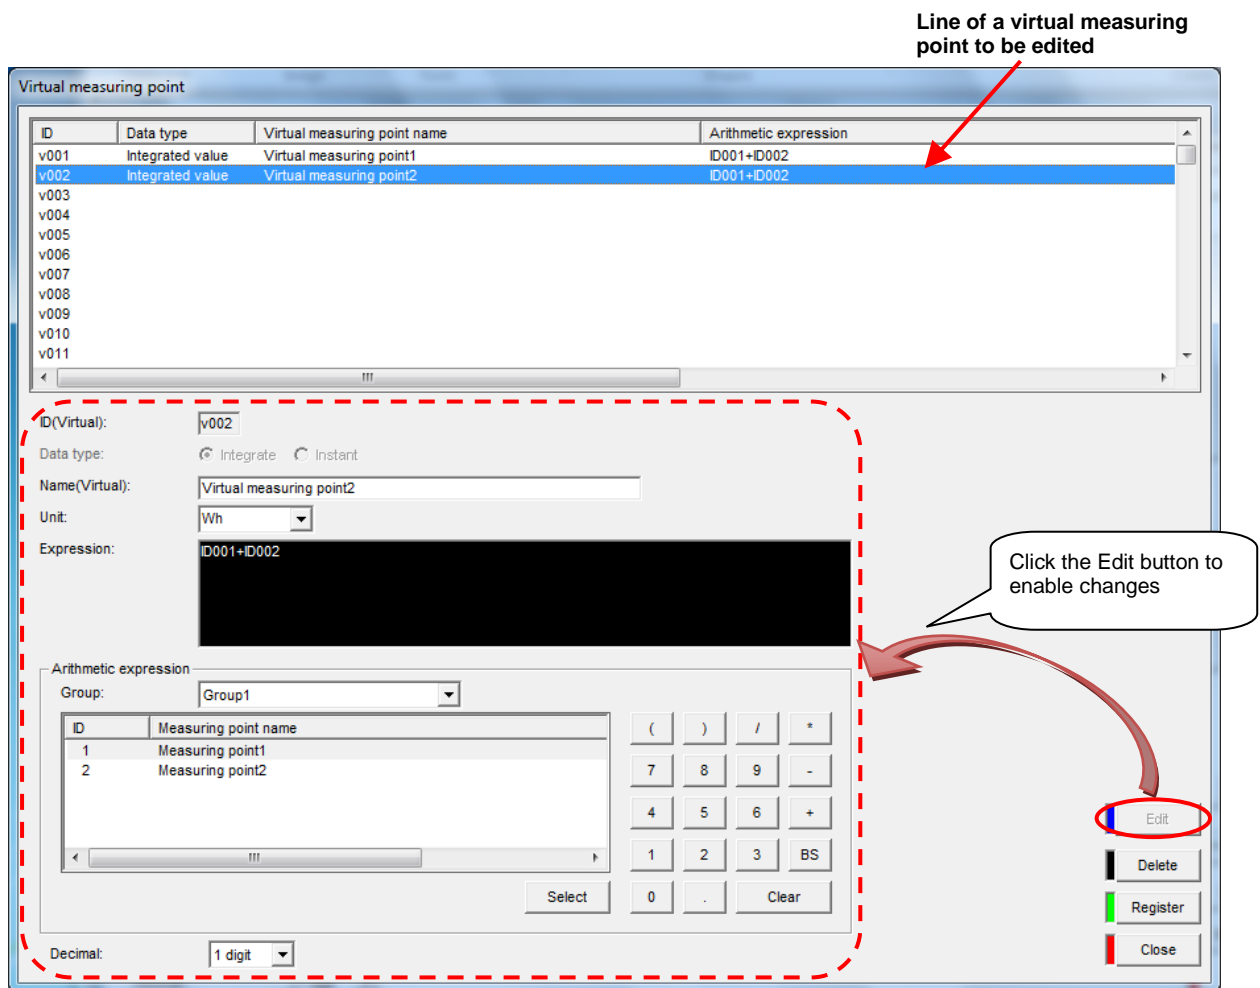 Line of a virtual measuring
point to be edited
Virtual measuring point
ID Data type Virtual measuring point name Arithmetic expression
v001 Integrated value Virtual measuring point1 ID001+ID002
v002 Integrated value Virtual measuring point2 ID001+ID002
v003
v004
v005
v006
v007
v008
v009
v010
v011
ID(Virtual): v002
Data type: Integrate Instant
Name(Virtual): Virtual measuring point2
Unit: Wh
Expression: ID001+ID002
Click the Edit button to
enable changes
Arithmetic expression
Group: Group1
ID Measuring point name
1 Measuring point1
2 Measuring point2
( ) / *
7 8 9 -
4 5 6 +
1 2 3 BS
Select 0 . Clear
Edit
Delete
Register
Close
Decimal: 1 digit